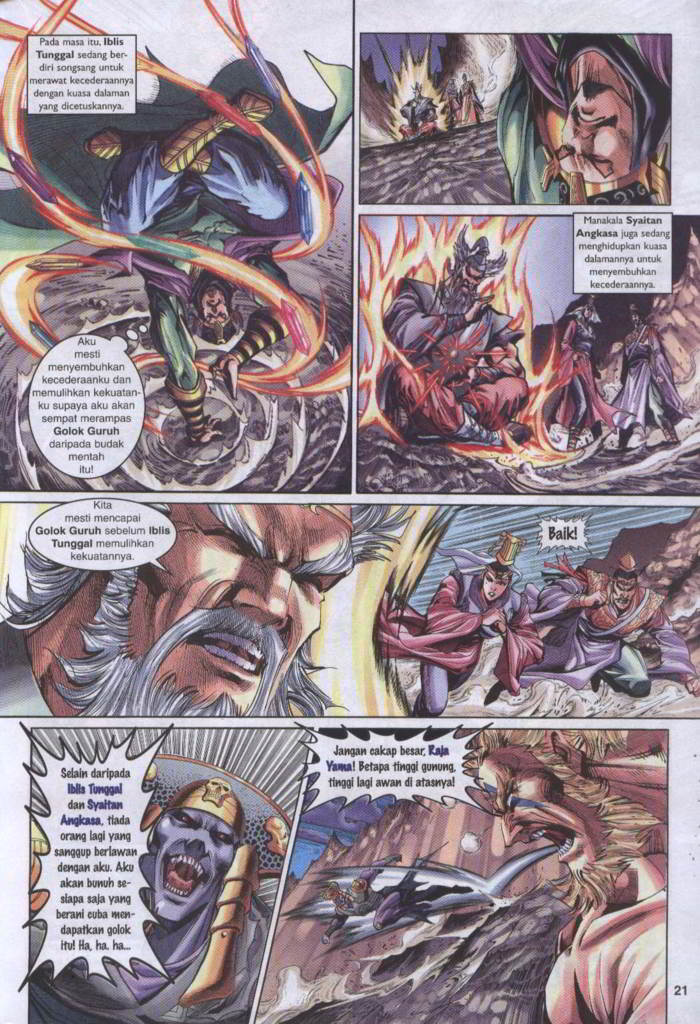 Pada masa itu, Iblis
Tunggal sedang ber-
diri songsang untuk
merawat kecederaannya
dengan kuasa dalaman
yang dicetuskannya.
Aku
mesti
menyembuhkan
kecederaanku dan
memulihkan kekuatan-
ku supaya aku akan
sempat merampas
Golok Guruh
daripada budak
mentah
itu!
Manakala Syaitan
Angkasa juga sedang
menghidupkan kuasa
dalamannya untuk
menyembuhkan
kecederaannya.
Kita
mesti mencapai
Golok Guruh sebelum Iblis
Tunggal memulihkan
kekuatannya.
Baik!
Selain daripada
Iblis Tunggal
dan Syaitan
Angkasa, tiada
orang lagi yang
sanggup berlawan
dengan aku. Aku
akan bunuh se-
siapa saja yang
berani cuba men-
dapatkan golok
itu! Ha, ha, ha...
Jangan cakap besar, Raja
Yama! Betapa tinggi gunung,
tinggi lagi awan di atasnya!
21